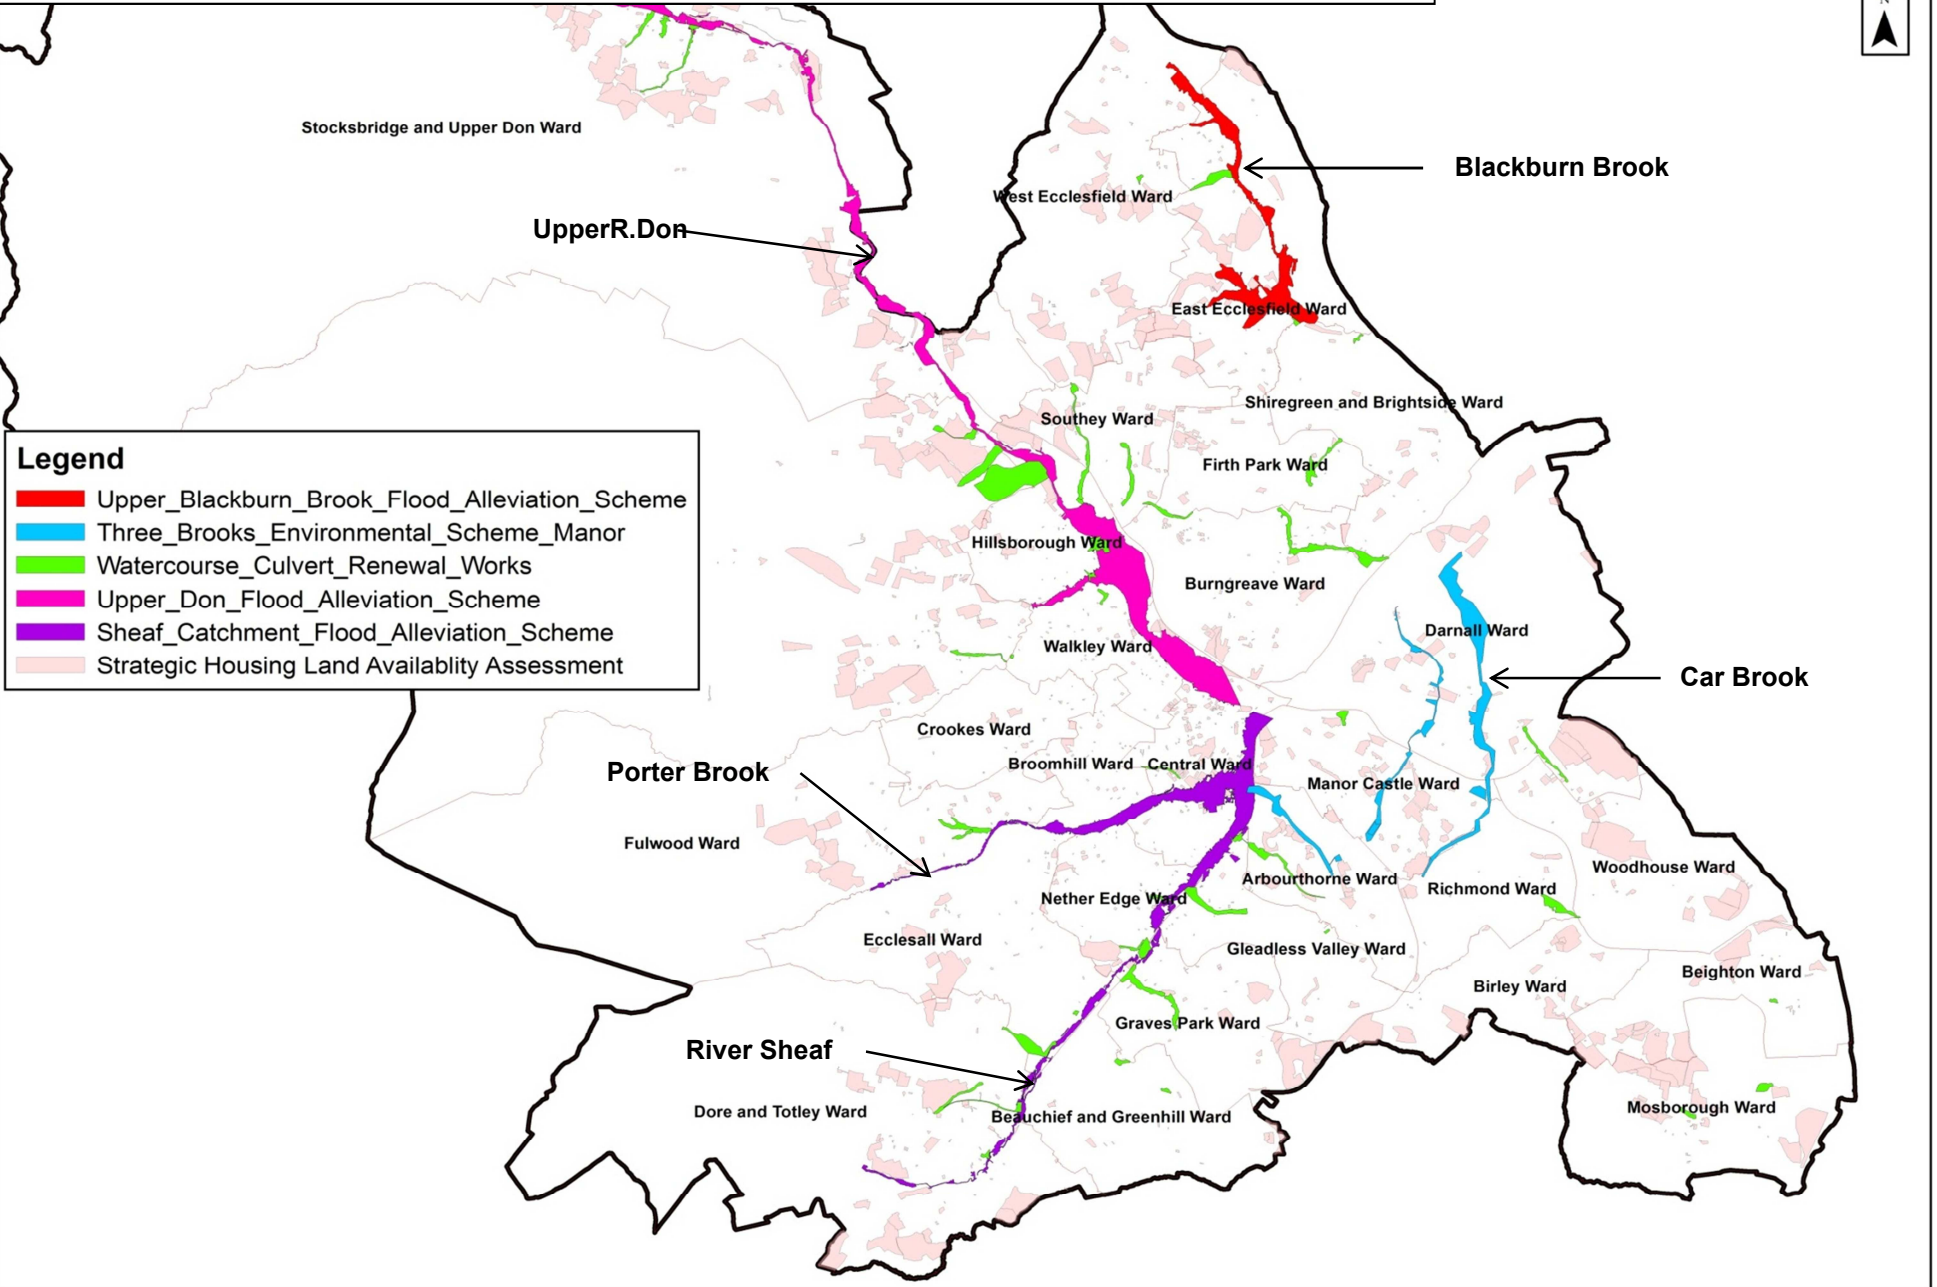 N
Stocksbridge and Upper Don Ward
Blackburn Brook
West Ecclesfield Ward
UpperR.Don
East Ecclesfield Ward
Shiregreen and Brightside Ward
Southey Ward
Firth Park Ward
Legend
Upper_Blackburn_Brook_Flood_Alleviation_Scheme
Three_Brooks_Environmental_Scheme_Manor
Watercourse_Culvert_Renewal_Works
Upper_Don_Flood_Alleviation_Scheme
Sheaf_Catchment_Flood_Alleviation_Scheme
Strategic Housing Land Availablity Assessment
Hillsborough Ward
Burngreave Ward
Darnall Ward
Walkley Ward
Car Brook
Crookes Ward
Broomhill Ward
Central Ward
Porter Brook
Manor Castle Ward
Fulwood Ward
Woodhouse Ward
Arbourthorne Ward
Richmond Ward
Nether Edge Ward
Ecclesall Ward
Gleadless Valley Ward
Beighton Ward
Birley Ward
Graves Park Ward
River Sheaf
Dore and Totley Ward
Beauchief and Greenhill Ward
Mosborough Ward